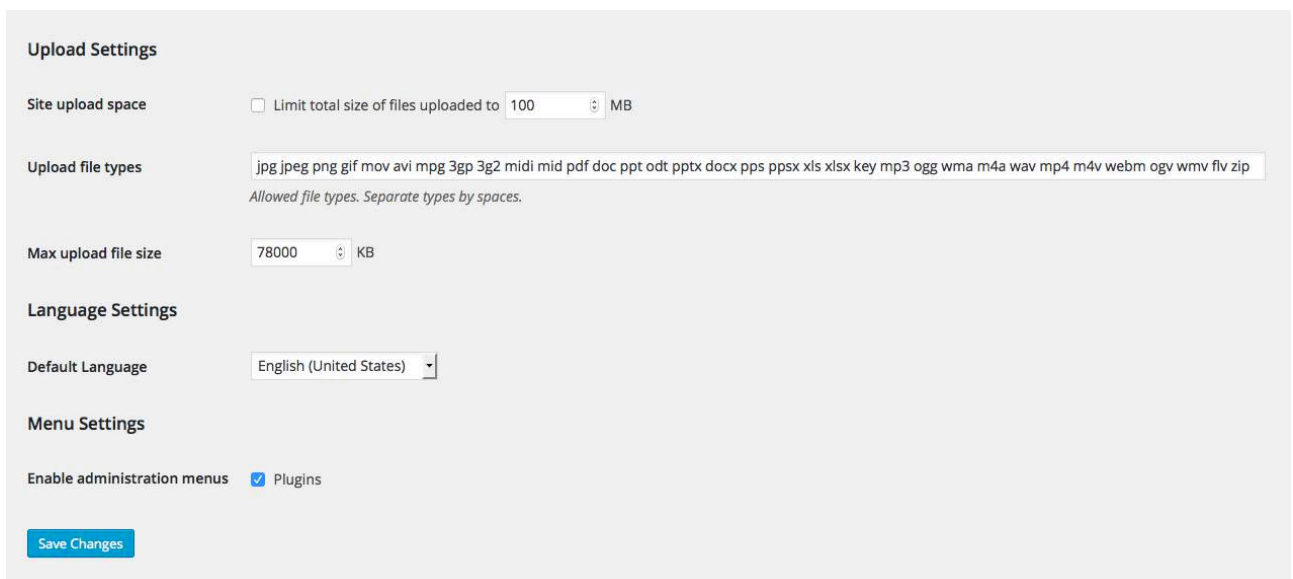 Upload Settings
Site upload space Limit total size of files uploaded to 100 MB
Upload file types jpg jpeg png gif mov avi mpg 3gp 3g2 midi mid pdf doc ppt odt pptx docx pps ppsx xls xlsx key mp3 ogg wma m4a wav mp4 m4v webm ogv wmv flv zip
Allowed file types. Separate types by spaces.
Max upload file size 78000 KB
Language Settings
Default Language English (United States)
Menu Settings
Enable administration menus Plugins
Save Changes